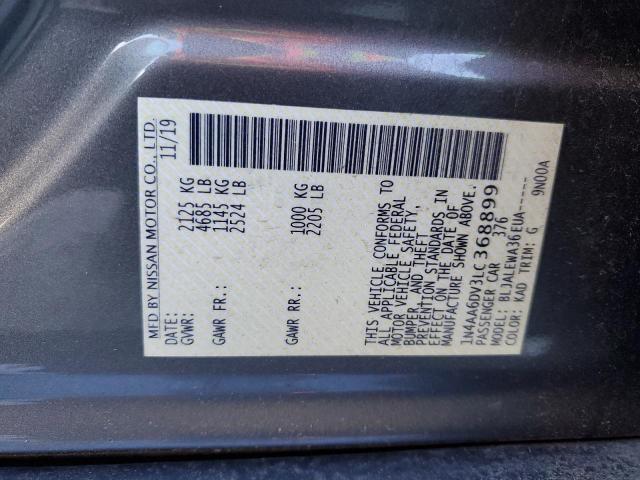 MFD BY NISSAN MOTOR CO., LTD.
DATE: 11/19
GVWR: 2125 KG
4685 LB
GAWR FR.: 1145 KG
2524 LB
GAWR RR.: 1000 KG
2205 LB
THIS VEHICLE CONFORMS TO
ALL APPLICABLE FEDERAL
MOTOR VEHICLE SAFETY,
BUMPER, AND THEFT
PREVENTION STANDARDS IN
EFFECT ON THE DATE OF
MANUFACTURE SHOWN ABOVE.
1N4AA6DV3LC368899
PASSENGER CAR 376
MODEL: BLJALEWA36EUA-----
COLOR: KAD TRIM: G 9N00A